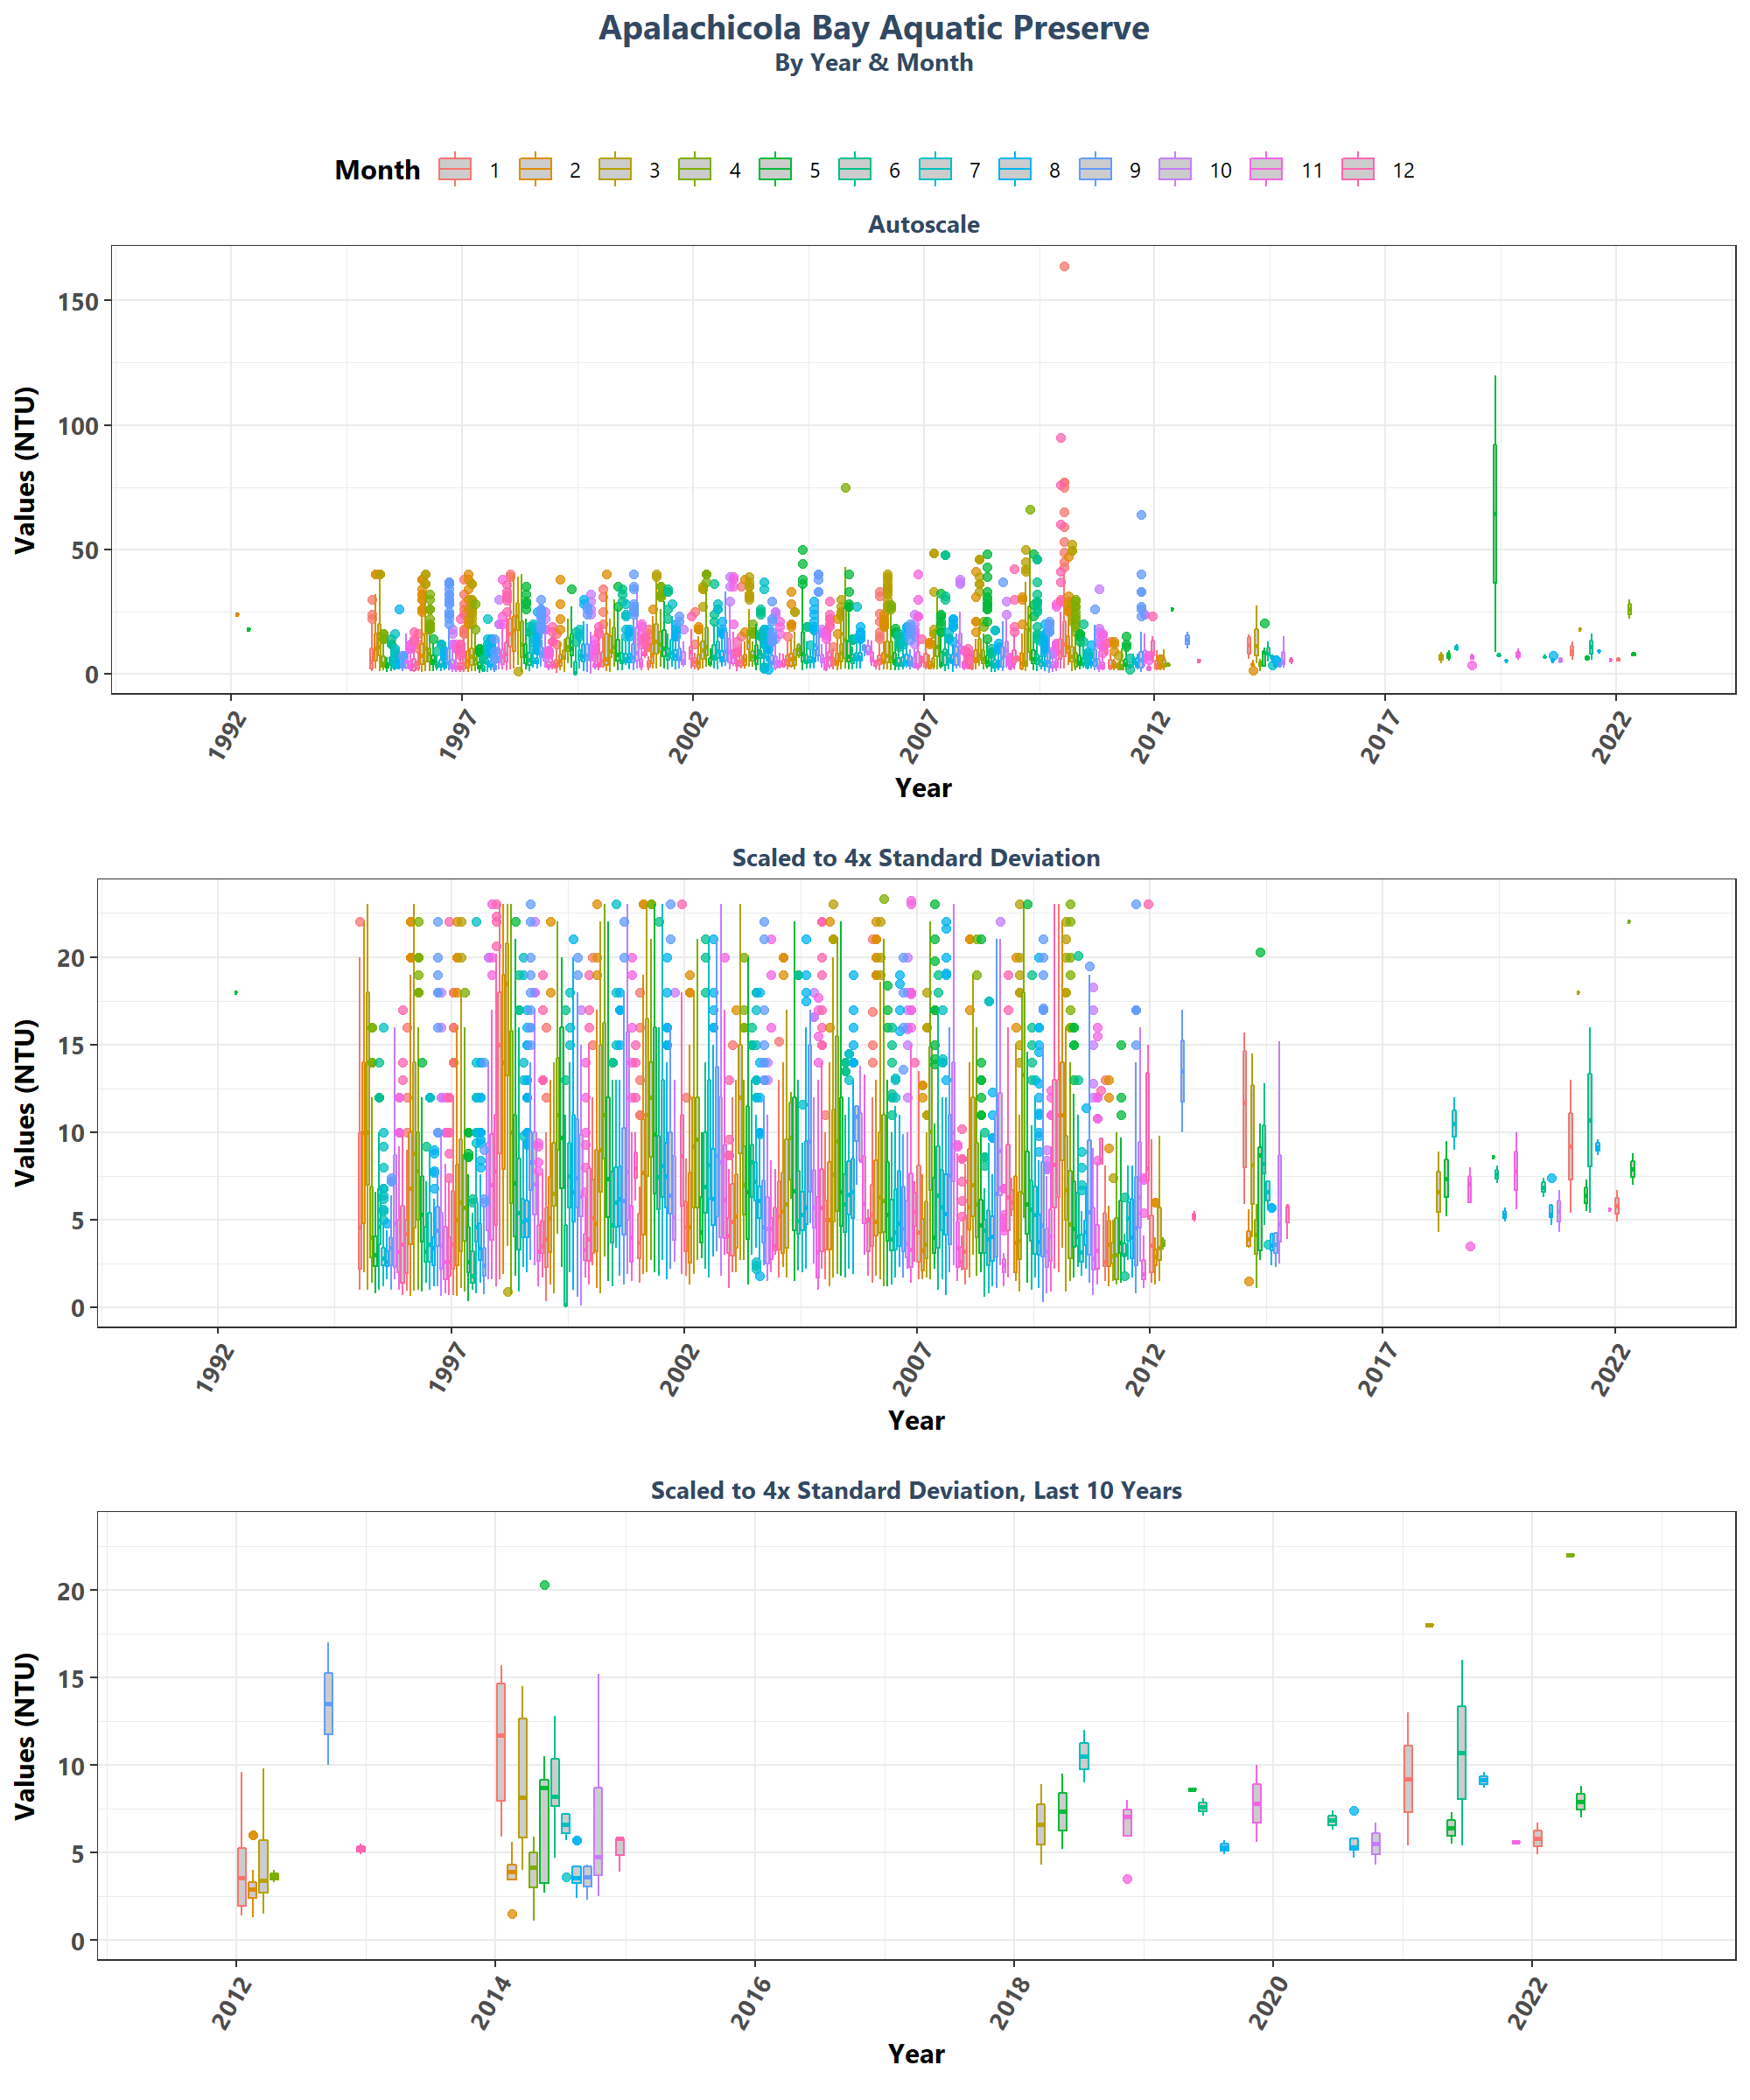 Apalachicola Bay Aquatic Preserve
By Year & Month
Month 1 2 3 4 5 6 7 8 9 10 11 12
Autoscale
Values (NTU)
150
100
50
0
1992 1997 2002 2007 2012 2017 2022
Year
Scaled to 4x Standard Deviation
Values (NTU)
20
15
10
5
0
1992 1997 2002 2007 2012 2017 2022
Year
Scaled to 4x Standard Deviation, Last 10 Years
Values (NTU)
20
15
10
5
0
2012 2014 2016 2018 2020 2022
Year